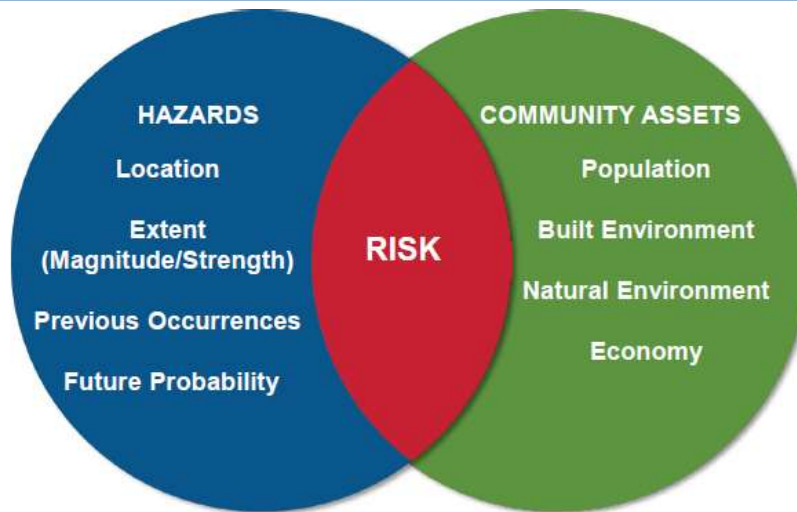 HAZARDS
Location
Extent
(Magnitude/Strength)
Previous Occurrences
Future Probability
RISK
COMMUNITY ASSETS
Population
Built Environment
Natural Environment
Economy